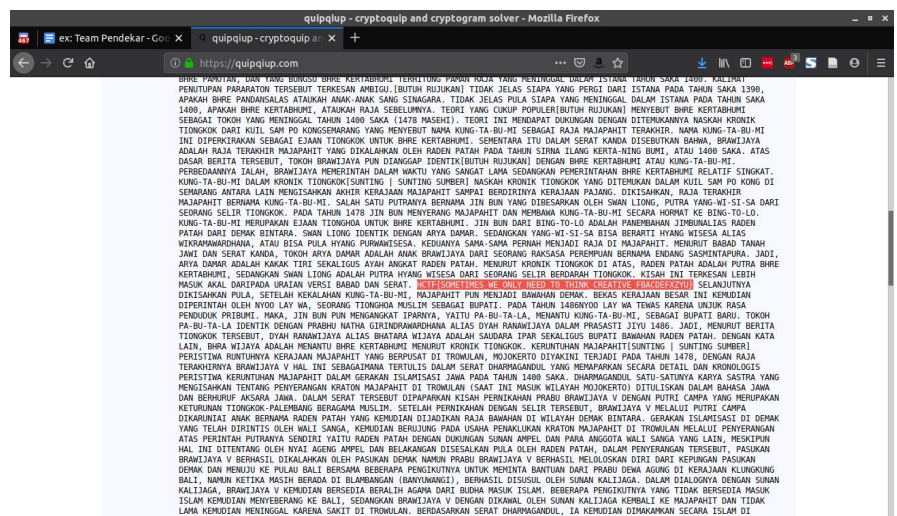 quipqiup - cryptoquip and cryptogram solver - Mozilla Firefox
ex: Team Pendekar - Goo × quipqiup - cryptoquip an × +
https://quipqiup.com
BHRE PAMOTAN, DAN YANG BUNGSU BHRE KERTABHUMI TERHITUNG PAMAN RAJA YANG MENINGGAL DALAM ISTANA TAHUN SAKA 1400. KALIMAT
PENUTUPAN PARARATON TERSEBUT TERKESAN AMBIGU.[BUTUH RUJUKAN] TIDAK JELAS SIAPA YANG PERGI DARI ISTANA PADA TAHUN SAKA 1390,
APAKAH BHRE PANDANSALAS ATAUKAH ANAK-ANAK SANG SINAGARA. TIDAK JELAS PULA SIAPA YANG MENINGGAL DALAM ISTANA PADA TAHUN SAKA
1400, APAKAH BHRE KERTABHUMI, ATAUKAH RAJA SEBELUMNYA. TEORI YANG CUKUP POPULER[BUTUH RUJUKAN] MENYEBUT BHRE KERTABHUMI
SEBAGAI TOKOH YANG MENINGGAL TAHUN 1400 SAKA (1478 MASEHI). TEORI INI MENDAPAT DUKUNGAN DENGAN DITEMUKANNYA NASKAH KRONIK
TIONGKOK DARI KUIL SAM PO KONGSEMARANG YANG MENYEBUT NAMA KUNG-TA-BU-MI SEBAGAI RAJA MAJAPAHIT TERAKHIR. NAMA KUNG-TA-BU-MI
INI DIPERKIRAKAN SEBAGAI EJAAN TIONGKOK UNTUK BHRE KERTABHUMI. SEMENTARA ITU DALAM SERAT KANDA DISEBUTKAN BAHWA, BRAWIJAYA
ADALAH RAJA TERAKHIR MAJAPAHIT YANG DIKALAHKAN OLEH RADEN PATAH PADA TAHUN SIRNA ILANG KERTA-NING BUMI, ATAU 1400 SAKA. ATAS
DASAR BERITA TERSEBUT, TOKOH BRAWIJAYA PUN DIANGGAP IDENTIK[BUTUH RUJUKAN] DENGAN BHRE KERTABHUMI ATAU KUNG-TA-BU-MI.
PERBEDAANNYA IALAH, BRAWIJAYA MEMERINTAH DALAM WAKTU YANG SANGAT LAMA SEDANGKAN PEMERINTAHAN BHRE KERTABHUMI RELATIF SINGKAT.
KUNG-TA-BU-MI DALAM KRONIK TIONGKOK[SUNTING | SUNTING SUMBER] NASKAH KRONIK TIONGKOK YANG DITEMUKAN DALAM KUIL SAM PO KONG DI
SEMARANG ANTARA LAIN MENGISAHKAN AKHIR KERAJAAN MAJAPAHIT SAMPAI BERDIRINYA KERAJAAN PAJANG. DIKISAHKAN, RAJA TERAKHIR
MAJAPAHIT BERNAMA KUNG-TA-BU-MI. SALAH SATU PUTRANYA BERNAMA JIN BUN YANG DIBESARKAN OLEH SWAN LIONG, PUTRA YANG-WI-SI-SA DARI
SEORANG SELIR TIONGKOK. PADA TAHUN 1478 JIN BUN MENYERANG MAJAPAHIT DAN MEMBAWA KUNG-TA-BU-MI SECARA HORMAT KE BING-TO-LO.
KUNG-TA-BU-MI MERUPAKAN EJAAN TIONGHOA UNTUK BHRE KERTABHUMI. JIN BUN DARI BING-TO-LO ADALAH PANEMBAHAN JIMBUNALIAS RADEN
PATAH DARI DEMAK BINTARA. SWAN LIONG IDENTIK DENGAN ARYA DAMAR. SEDANGKAN YANG-WI-SI-SA BISA BERARTI HYANG WISESA ALIAS
WIKRAMAWARDHANA, ATAU BISA PULA HYANG PURWAWISESA. KEDUANYA SAMA-SAMA PERNAH MENJADI RAJA DI MAJAPAHIT. MENURUT BABAD TANAH
JAWI DAN SERAT KANDA, TOKOH ARYA DAMAR ADALAH ANAK BRAWIJAYA DARI SEORANG RAKSASA PEREMPUAN BERNAMA ENDANG SASMINTAPURA. JADI,
ARYA DAMAR ADALAH KAKAK TIRI SEKALIGUS AYAH ANGKAT RADEN PATAH. MENURUT KRONIK TIONGKOK DI ATAS, RADEN PATAH ADALAH PUTRA BHRE
KERTABHUMI, SEDANGKAN SWAN LIONG ADALAH PUTRA HYANG WISESA DARI SEORANG SELIR BERDARAH TIONGKOK. KISAH INI TERKESAN LEBIH
MASUK AKAL DARIPADA URAIAN VERSI BABAD DAN SERAT. HCTF{SOMETIMES WE ONLY NEED TO THINK CREATIVE FBACDEFXZYU} SELANJUTNYA
DIKISAHKAN PULA, SETELAH KEKALAHAN KUNG-TA-BU-MI, MAJAPAHIT PUN MENJADI BAWAHAN DEMAK. BEKAS KERAJAAN BESAR INI KEMUDIAN
DIPERINTAH OLEH NYOO LAY WA, SEORANG TIONGHOA MUSLIM SEBAGAI BUPATI. PADA TAHUN 1486NYOO LAY WA TEWAS KARENA UNJUK RASA
PENDUDUK PRIBUMI. MAKA, JIN BUN PUN MENGANGKAT IPARNYA, YAITU PA-BU-TA-LA, MENANTU KUNG-TA-BU-MI, SEBAGAI BUPATI BARU. TOKOH
PA-BU-TA-LA IDENTIK DENGAN PRABHU NATHA GIRINDRAWARDHANA ALIAS DYAH RANAWIJAYA DALAM PRASASTI JIYU 1486. JADI, MENURUT BERITA
TIONGKOK TERSEBUT, DYAH RANAWIJAYA ALIAS BHATARA WIJAYA ADALAH SAUDARA IPAR SEKALIGUS BUPATI BAWAHAN RADEN PATAH. DENGAN KATA
LAIN, BHRA WIJAYA ADALAH MENANTU BHRE KERTABHUMI MENURUT KRONIK TIONGKOK. KERUNTUHAN MAJAPAHIT[SUNTING | SUNTING SUMBER]
PERISTIWA RUNTUHNYA KERAJAAN MAJAPAHIT YANG BERPUSAT DI TROWULAN, MOJOKERTO DIYAKINI TERJADI PADA TAHUN 1478, DENGAN RAJA
TERAKHIRNYA BRAWIJAYA V HAL INI SEBAGAIMANA TERTULIS DALAM SERAT DHARMAGANDUL YANG MEMAPARKAN SECARA DETAIL DAN KRONOLOGIS
PERISTIWA KERUNTUHAN MAJAPAHIT DALAM GERAKAN ISLAMISASI JAWA PADA TAHUN 1400 SAKA. DHARMAGANDUL SATU-SATUNYA KARYA SASTRA YANG
MENGISAHKAN TENTANG PENYERANGAN KRATON MAJAPAHIT DI TROWULAN (SAAT INI MASUK WILAYAH MOJOKERTO) DITULISKAN DALAM BAHASA JAWA
DAN BERHURUF AKSARA JAWA. DALAM SERAT TERSEBUT DIPAPARKAN KISAH PERNIKAHAN PRABU BRAWIJAYA V DENGAN PUTRI CAMPA YANG MERUPAKAN
KETURUNAN TIONGKOK-PALEMBANG BERAGAMA MUSLIM. SETELAH PERNIKAHAN DENGAN SELIR TERSEBUT, BRAWIJAYA V MELALUI PUTRI CAMPA
DIKARUNIAI ANAK BERNAMA RADEN PATAH YANG KEMUDIAN DIJADIKAN RAJA BAWAHAN DI WILAYAH DEMAK BINTARA. GERAKAN ISLAMISASI DI DEMAK
YANG TELAH DIRINTIS OLEH WALI SANGA, KEMUDIAN BERUJUNG PADA USAHA PENAKLUKAN KRATON MAJAPAHIT DI TROWULAN MELALUI PENYERANGAN
ATAS PERINTAH PUTRANYA SENDIRI YAITU RADEN PATAH DENGAN DUKUNGAN SUNAN AMPEL DAN PARA ANGGOTA WALI SANGA YANG LAIN, MESKIPUN
HAL INI DITENTANG OLEH NYAI AGENG AMPEL DAN BELAKANGAN DISESALKAN PULA OLEH RADEN PATAH, DALAM PENYERANGAN TERSEBUT, PASUKAN
BRAWIJAYA V BERHASIL DIKALAHKAN OLEH PASUKAN DEMAK NAMUN PRABU BRAWIJAYA V BERHASIL MELOLOSKAN DIRI DARI KEPUNGAN PASUKAN
DEMAK DAN MENUJU KE PULAU BALI BERSAMA BEBERAPA PENGIKUTNYA UNTUK MEMINTA BANTUAN DARI PRABU DEWA AGUNG DI KERAJAAN KLUNGKUNG
BALI, NAMUN KETIKA MASIH BERADA DI BLAMBANGAN (BANYUWANGI), BERHASIL DISUSUL OLEH SUNAN KALIJAGA. DALAM DIALOGNYA DENGAN SUNAN
KALIJAGA, BRAWIJAYA V KEMUDIAN BERSEDIA BERALIH AGAMA DARI BUDHA MASUK ISLAM. BEBERAPA PENGIKUTNYA YANG TIDAK BERSEDIA MASUK
ISLAM KEMUDIAN MENYEBERANG KE BALI, SEDANGKAN BRAWIJAYA V DENGAN DIKAWAL OLEH SUNAN KALIJAGA KEMBALI KE MAJAPAHIT DAN TIDAK
LAMA KEMUDIAN MENINGGAL KARENA SAKIT DI TROWULAN. BERDASARKAN SERAT DHARMAGANDUL, IA KEMUDIAN DIMAKAMKAN SECARA ISLAM DI